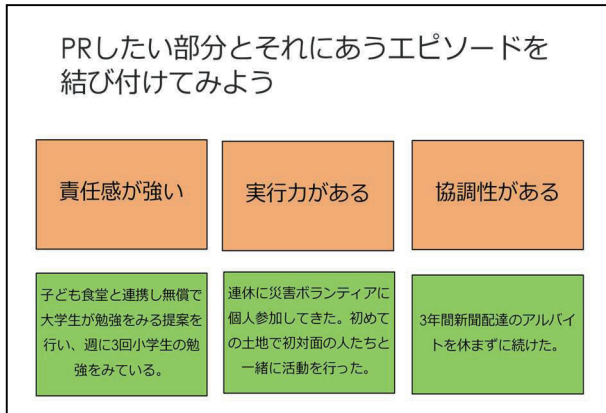 PRしたい部分とそれにあうエピソードを
結び付けてみよう
責任感が強い
実行力がある
協調性がある
子ども食堂と連携し無償で
大学生が勉強をみる提案を
行い、週に3回小学生の勉
強をみている。
連休に災害ボランティアに
個人参加してきた。初めて
の土地で初対面の人たちと
一緒に活動を行った。
3年間新聞配達のアルバイ
トを休まずに続けた。